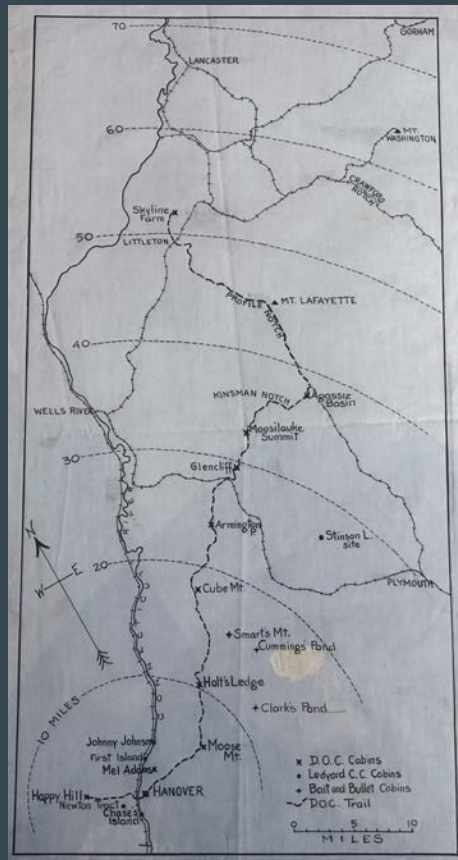 70
GORHAM
LANCASTER
60
MT.
WASHINGTON
CRAWFORD
NOTCH
Skyline
Farm
50
LITTLETON
PROFILE
NOTCH
MT. LAFAYETTE
40
KINSMAN NOTCH
Agassiz
Basin
WELLS RIVER
Moosilauke
Summit
30
Glencliff
Armington
Stinson L.
site
N
W
E
20
PLYMOUTH
Cube Mt.
Smart's Mt.
Cummings' Pond
Holt's Ledge
10 MILES
Clark's Pond
Johnny Johnson
First Island
Mel Adams
Moose
Mt.
Happy Hill
HANOVER
Newton Tract
Chase's
Island
D.O.C. Cabins
Ledyard C.C. Cabins
Bait and Bullet Cabins
D.O.C. Trail
0 5 10
MILES